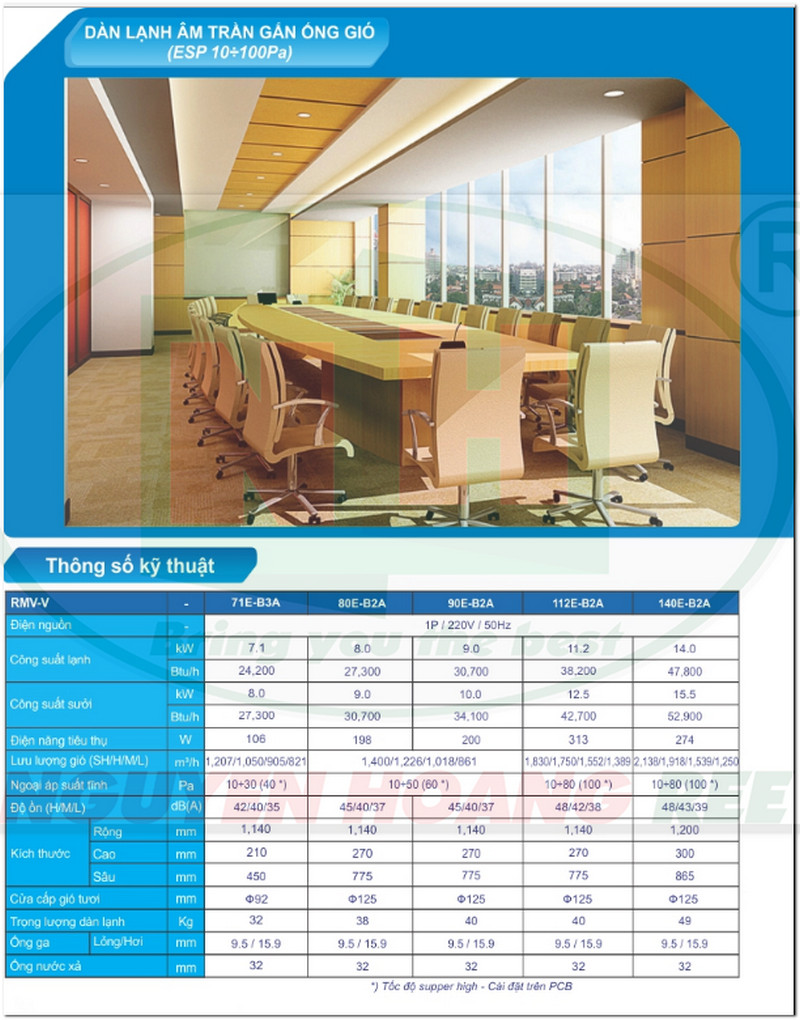 DÀN LẠNH ÂM TRẦN GẮN ỐNG GIÓ
(ESP 10÷100Pa)
R
Thông số kỹ thuật
RMV-V - 71E-B3A 80E-B2A 90E-B2A 112E-B2A 140E-B2A
Điện nguồn - 1P / 220V / 50Hz
Công suất lạnh kW 7.1 8.0 9.0 11.2 14.0
Btu/h 24,200 27,300 30,700 38,200 47,800
Công suất sưởi kW 8.0 9.0 10.0 12.5 15.5
Btu/h 27,300 30,700 34,100 42,700 52,900
Bring you the best
Điện năng tiêu thụ W 106 198 200 313 274
Lưu lượng gió (SH/H/M/L) m³/h 1,207/1,050/905/821 1,400/1,226/1,018/861 1,830/1,750/1,552/1,389 2,138/1,918/1,539/1,250
Ngoại áp suất tĩnh Pa 10÷30 (40 *) 10÷50 (60 *) 10÷80 (100 *) 10÷80 (100 *)
NGUYEN HOANG REE
Độ ồn (H/M/L) dB(A) 42/40/35 45/40/37 45/40/37 48/42/38 48/43/39
Kích thước Rộng mm 1,140 1,140 1,140 1,140 1,200
Cao mm 210 270 270 270 300
Sâu mm 450 775 775 775 865
Cửa cấp gió tươi mm Φ92 Φ125 Φ125 Φ125 Φ125
Trọng lượng dàn lạnh Kg 32 38 40 40 49
Ống ga Lỏng/Hơi mm 9.5 / 15.9 9.5 / 15.9 9.5 / 15.9 9.5 / 15.9 9.5 / 15.9
Ống nước xả mm 32 32 32 32 32
*) Tốc độ supper high - Cài đặt trên PCB